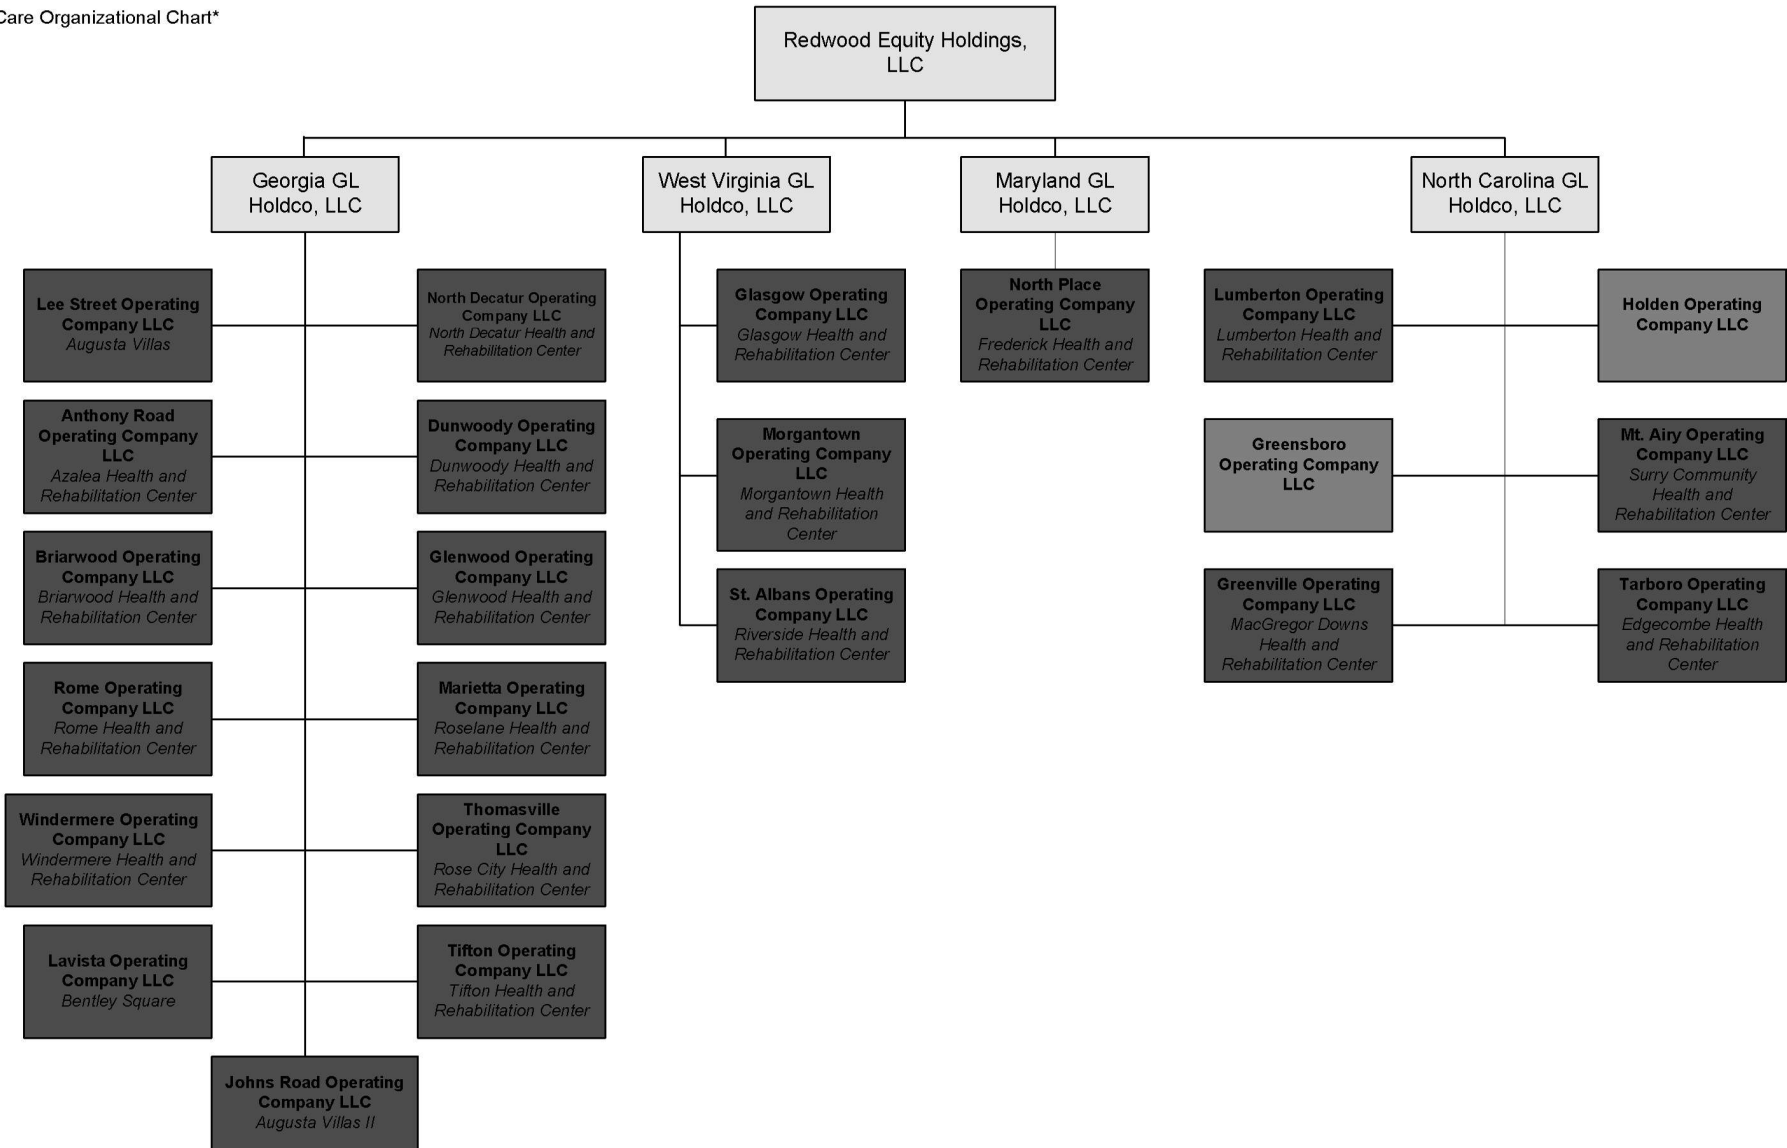 Care Organizational Chart*
Redwood Equity Holdings,
LLC
Georgia GL
Holdco, LLC
West Virginia GL
Holdco, LLC
Maryland GL
Holdco, LLC
North Carolina GL
Holdco, LLC
Lee Street Operating
Company LLC
Augusta Villas
North Decatur Operating
Company LLC
North Decatur Health and
Rehabilitation Center
Anthony Road
Operating Company
LLC
Azalea Health and
Rehabilitation Center
Dunwoody Operating
Company LLC
Dunwoody Health and
Rehabilitation Center
Briarwood Operating
Company LLC
Briarwood Health and
Rehabilitation Center
Glenwood Operating
Company LLC
Glenwood Health and
Rehabilitation Center
Rome Operating
Company LLC
Rome Health and
Rehabilitation Center
Marietta Operating
Company LLC
Roselane Health and
Rehabilitation Center
Windermere Operating
Company LLC
Windermere Health and
Rehabilitation Center
Thomasville
Operating Company
LLC
Rose City Health and
Rehabilitation Center
Lavista Operating
Company LLC
Bentley Square
Tifton Operating
Company LLC
Tifton Health and
Rehabilitation Center
Johns Road Operating
Company LLC
Augusta Villas II
Glasgow Operating
Company LLC
Glasgow Health and
Rehabilitation Center
Morgantown
Operating Company
LLC
Morgantown Health
and Rehabilitation
Center
St. Albans Operating
Company LLC
Riverside Health and
Rehabilitation Center
North Place
Operating Company
LLC
Frederick Health and
Rehabilitation Center
Lumberton Operating
Company LLC
Lumberton Health and
Rehabilitation Center
Holden Operating
Company LLC
Greensboro
Operating Company
LLC
Mt. Airy Operating
Company LLC
Surry Community
Health and
Rehabilitation Center
Greenville Operating
Company LLC
MacGregor Downs
Health and
Rehabilitation Center
Tarboro Operating
Company LLC
Edgecombe Health
and Rehabilitation
Center